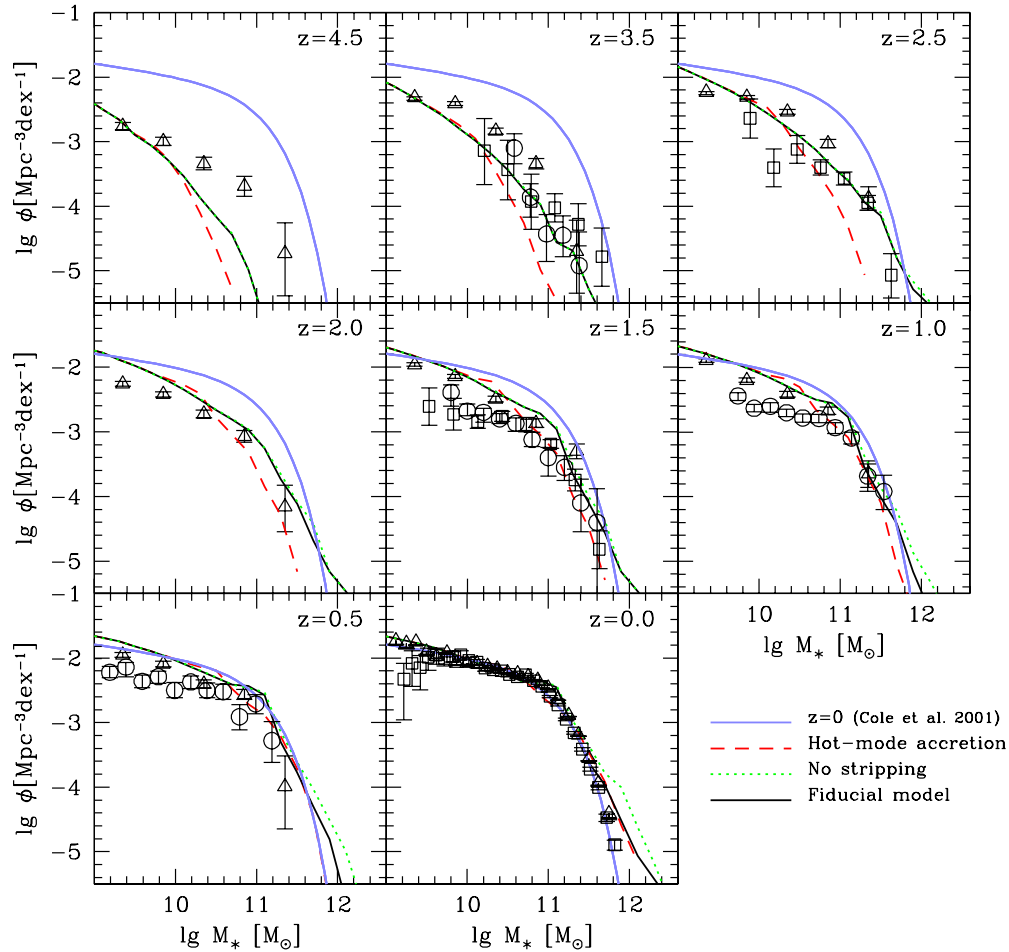 −1
−2
−3
−4
−5
lg ϕ[Mpc⁻³dex⁻¹]
z=4.5
z=3.5
z=2.5
−2
−3
−4
−5
lg ϕ[Mpc⁻³dex⁻¹]
z=2.0
z=1.5
z=1.0
10 11 12
lg M* [M⊙]
−1
−2
−3
−4
−5
lg ϕ[Mpc⁻³dex⁻¹]
z=0.5
z=0.0
z=0 (Cole et al. 2001)
Hot−mode accretion
No stripping
Fiducial model
10 11 12
10 11 12
lg M* [M⊙]
lg M* [M⊙]